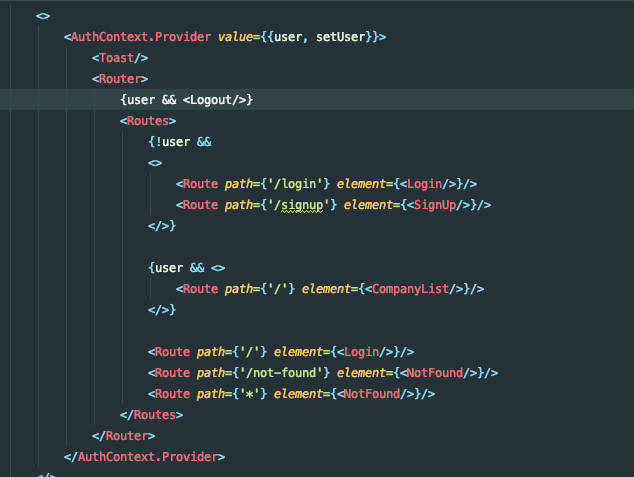 <>
<AuthContext.Provider value={{user, setUser}}>
<Toast/>
<Router>
{user && <Logout/>}
<Routes>
{!user &&
<>
<Route path={'/login'} element={<Login/>}/>
<Route path={'/signup'} element={<SignUp/>}/>
</>}
{user && <>
<Route path={'/'} element={<CompanyList/>}/>
</>}
<Route path={'/'} element={<Login/>}/>
<Route path={'/not-found'} element={<NotFound/>}/>
<Route path={'*'} element={<NotFound/>}/>
</Routes>
</Router>
</AuthContext.Provider>
</>